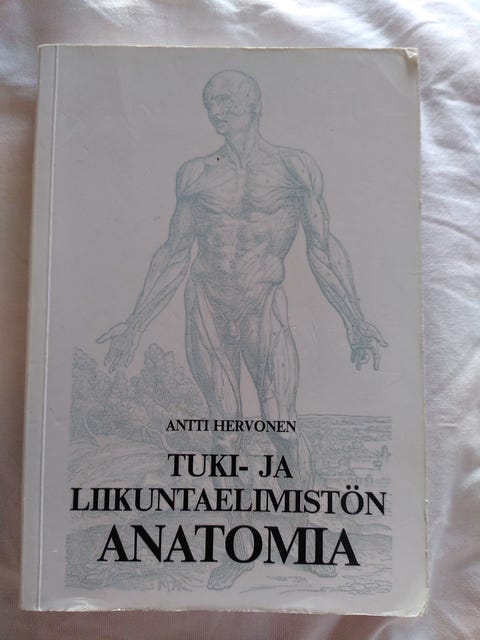 ANTTI HERVONEN
TUKI- JA
LIIKUNTAELIMISTÖN
ANATOMIA